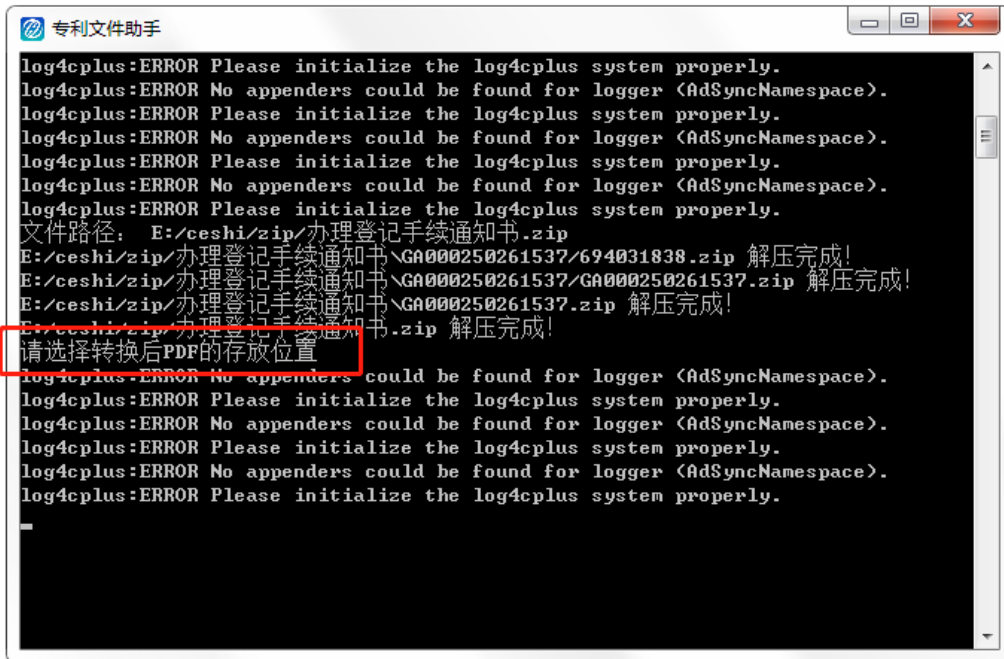 专利文件助手
log4cplus:ERROR Please initialize the log4cplus system properly.
log4cplus:ERROR No appenders could be found for logger (AdSyncNamespace).
log4cplus:ERROR Please initialize the log4cplus system properly.
log4cplus:ERROR No appenders could be found for logger (AdSyncNamespace).
log4cplus:ERROR Please initialize the log4cplus system properly.
log4cplus:ERROR No appenders could be found for logger (AdSyncNamespace).
log4cplus:ERROR Please initialize the log4cplus system properly.
文件路径： E:/ceshi/zip/办理登记手续通知书.zip
E:/ceshi/zip/办理登记手续通知书\GA000250261537/694031838.zip 解压完成!
E:/ceshi/zip/办理登记手续通知书\GA000250261537/GA000250261537.zip 解压完成!
E:/ceshi/zip/办理登记手续通知书\GA000250261537.zip 解压完成!
E:/ceshi/zip/办理登记手续通知书.zip 解压完成!
请选择转换后PDF的存放位置
log4cplus:ERROR No appenders could be found for logger (AdSyncNamespace).
log4cplus:ERROR Please initialize the log4cplus system properly.
log4cplus:ERROR No appenders could be found for logger (AdSyncNamespace).
log4cplus:ERROR Please initialize the log4cplus system properly.
log4cplus:ERROR No appenders could be found for logger (AdSyncNamespace).
log4cplus:ERROR Please initialize the log4cplus system properly.